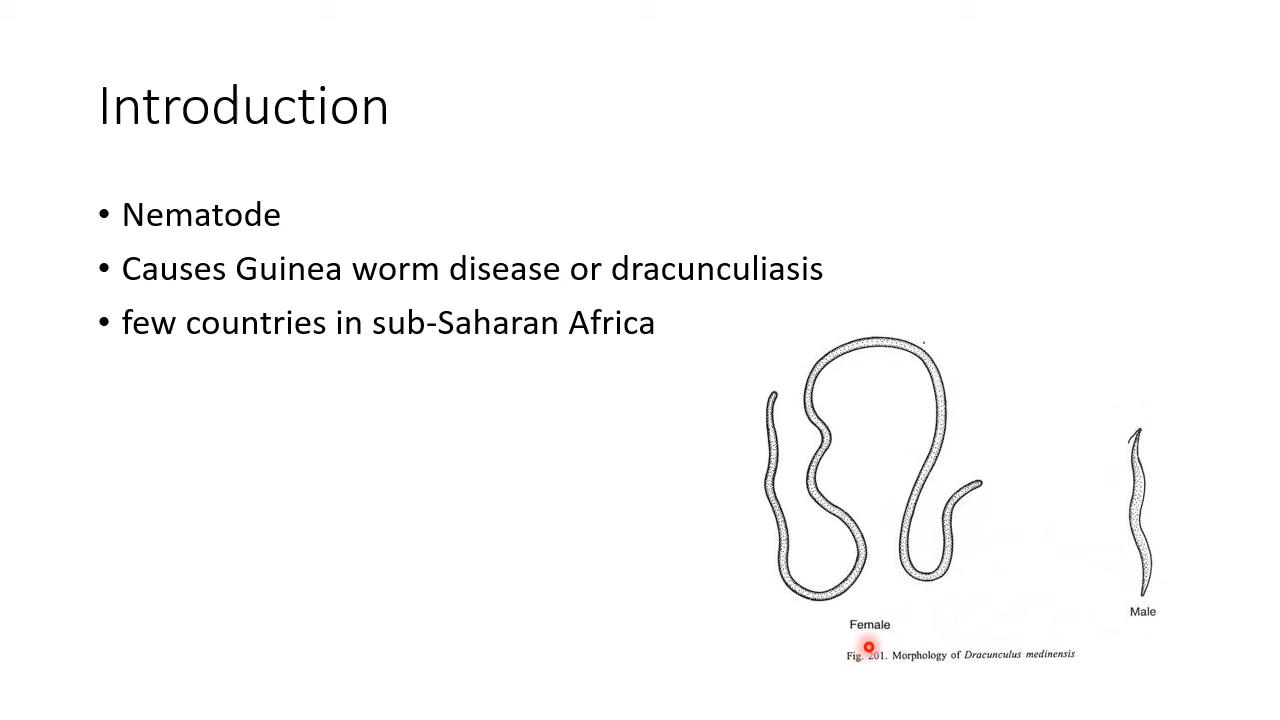 Introduction
• Nematode
• Causes Guinea worm disease or dracunculiasis
• few countries in sub-Saharan Africa
Male
Female
Fig. 201. Morphology of Dracunculus medinensis